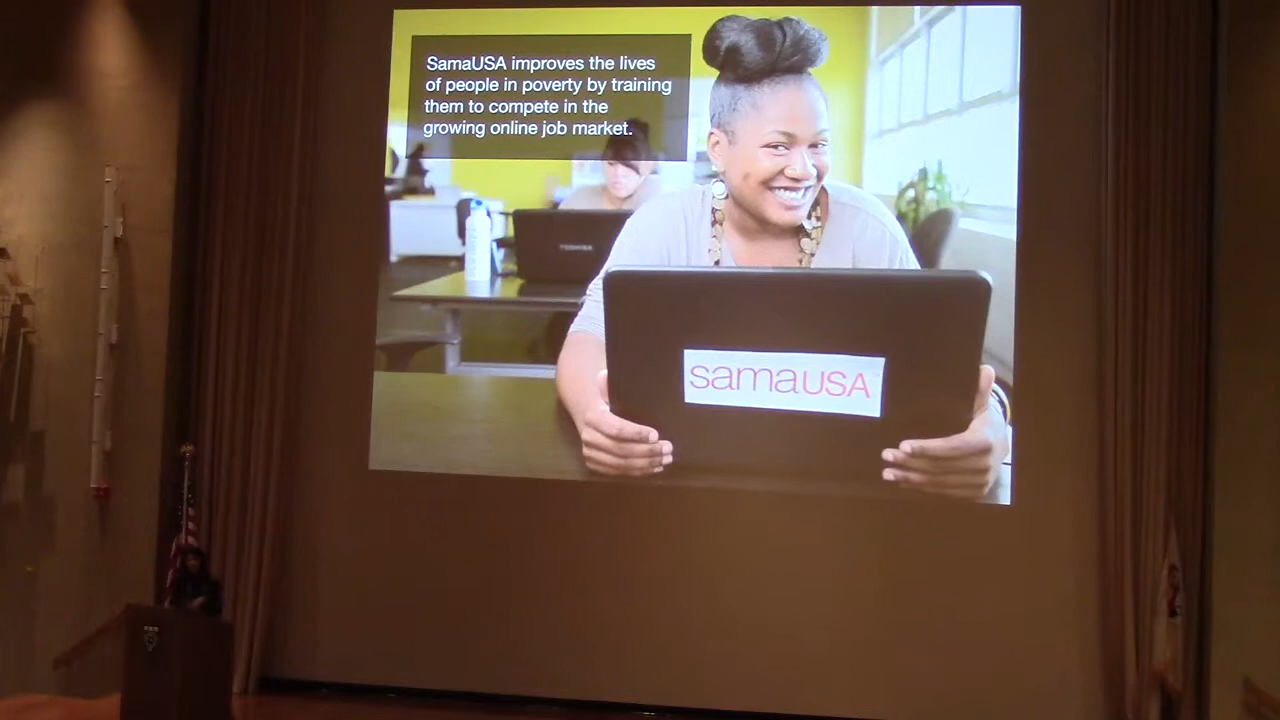 SamaUSA improves the lives
of people in poverty by training
them to compete in the
growing online job market.
TOSHIBA
samaUSA